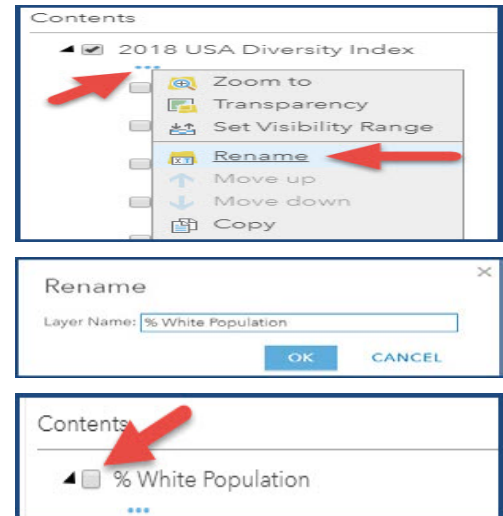 Contents
2018 USA Diversity Index
Zoom to
Transparency
Set Visibility Range
Rename
Move up
Move down
Copy
Rename
Layer Name: % White Population
OK CANCEL
Contents
% White Population